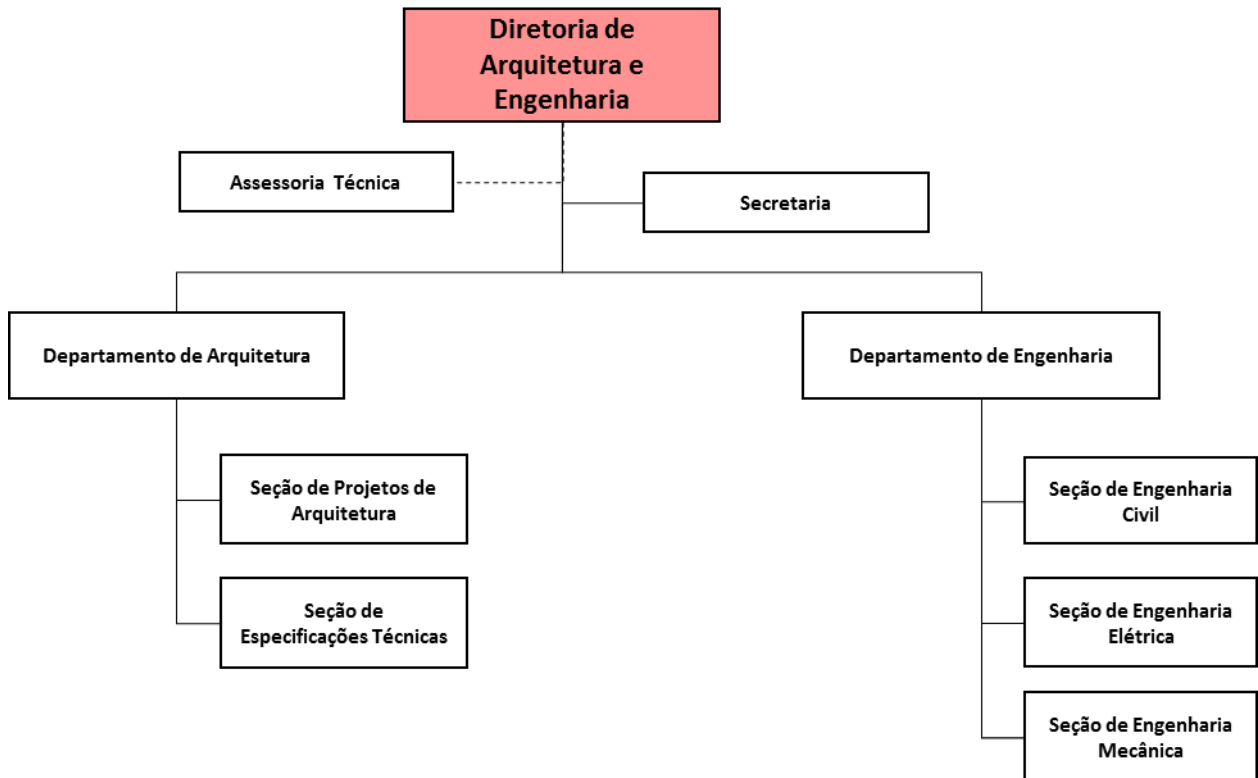 Diretoria de
Arquitetura e
Engenharia
Assessoria Técnica
Secretaria
Departamento de Arquitetura
Departamento de Engenharia
Seção de Projetos de
Arquitetura
Seção de Engenharia
Civil
Seção de
Especificações Técnicas
Seção de Engenharia
Elétrica
Seção de Engenharia
Mecânica